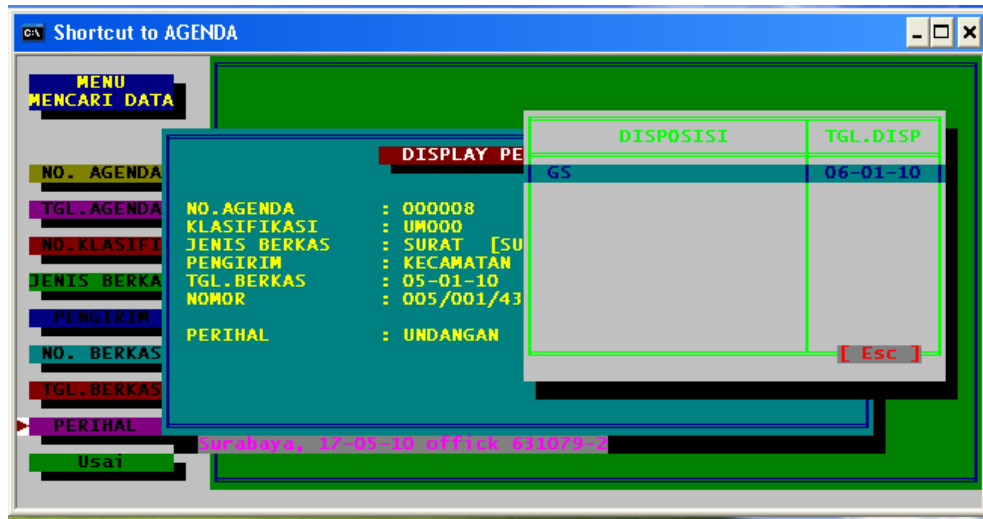 Shortcut to AGENDA
MENU
MENCARI DATA
NO. AGENDA
TGL.AGENDA
NO.KLASIFI
JENIS BERKA
PENGIRIM
NO. BERKAS
TGL.BERKAS
PERIHAL
Usai
DISPLAY PE
NO.AGENDA : 000008
KLASIFIKASI : UM000
JENIS BERKAS : SURAT [SU
PENGIRIM : KECAMATAN
TGL.BERKAS : 05-01-10
NOMOR : 005/001/43
PERIHAL : UNDANGAN
DISPOSISI TGL.DISP
GS 06-01-10
[ Esc ]
Surabaya, 17-05-10 offick 631079-2